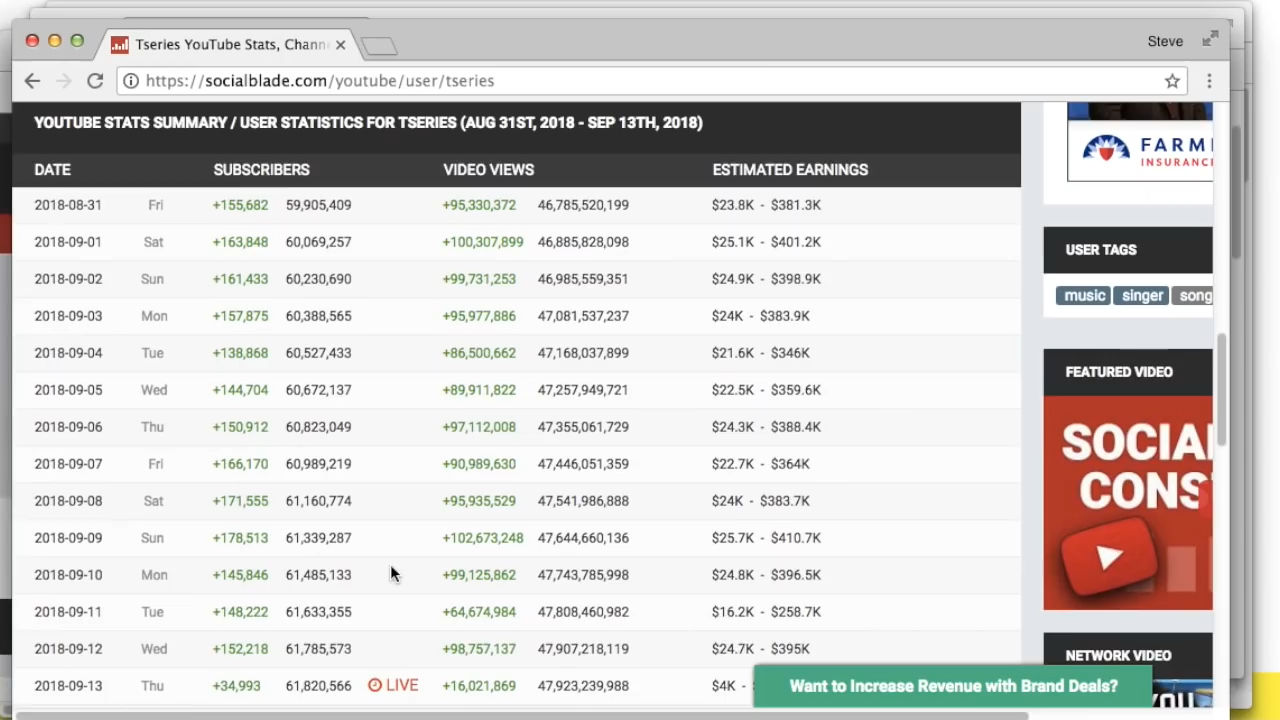 Tseries YouTube Stats, Chann
Steve
https://socialblade.com/youtube/user/tseries
YOUTUBE STATS SUMMARY / USER STATISTICS FOR TSERIES (AUG 31ST, 2018 - SEP 13TH, 2018)
DATE SUBSCRIBERS VIDEO VIEWS ESTIMATED EARNINGS
2018-08-31 Fri +155,682 59,905,409 +95,330,372 46,785,520,199 $23.8K - $381.3K
2018-09-01 Sat +163,848 60,069,257 +100,307,899 46,885,828,098 $25.1K - $401.2K
2018-09-02 Sun +161,433 60,230,690 +99,731,253 46,985,559,351 $24.9K - $398.9K
2018-09-03 Mon +157,875 60,388,565 +95,977,886 47,081,537,237 $24K - $383.9K
2018-09-04 Tue +138,868 60,527,433 +86,500,662 47,168,037,899 $21.6K - $346K
2018-09-05 Wed +144,704 60,672,137 +89,911,822 47,257,949,721 $22.5K - $359.6K
2018-09-06 Thu +150,912 60,823,049 +97,112,008 47,355,061,729 $24.3K - $388.4K
2018-09-07 Fri +166,170 60,989,219 +90,989,630 47,446,051,359 $22.7K - $364K
2018-09-08 Sat +171,555 61,160,774 +95,935,529 47,541,986,888 $24K - $383.7K
2018-09-09 Sun +178,513 61,339,287 +102,673,248 47,644,660,136 $25.7K - $410.7K
2018-09-10 Mon +145,846 61,485,133 +99,125,862 47,743,785,998 $24.8K - $396.5K
2018-09-11 Tue +148,222 61,633,355 +64,674,984 47,808,460,982 $16.2K - $258.7K
2018-09-12 Wed +152,218 61,785,573 +98,757,137 47,907,218,119 $24.7K - $395K
2018-09-13 Thu +34,993 61,820,566 LIVE +16,021,869 47,923,239,988 $4K -
Want to Increase Revenue with Brand Deals?
FARM
INSURANC
USER TAGS
music singer song
FEATURED VIDEO
SOCIAL
CONS
NETWORK VIDEO
YOU